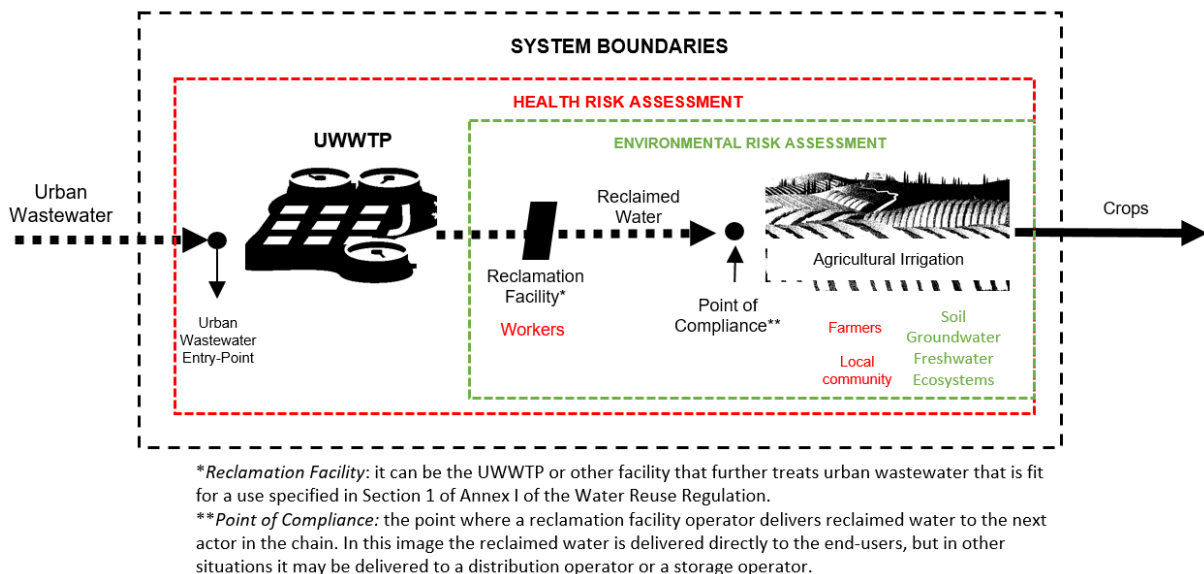 SYSTEM BOUNDARIES
HEALTH RISK ASSESSMENT
UWWTP
ENVIRONMENTAL RISK ASSESSMENT
Urban
Wastewater
Reclaimed
Water
Crops
Agricultural Irrigation
Reclamation
Facility*
Workers
Point of
Compliance**
Urban
Wastewater
Entry-Point
Farmers
Local
community
Soil
Groundwater
Freshwater
Ecosystems
*Reclamation Facility: it can be the UWWTP or other facility that further treats urban wastewater that is fit
for a use specified in Section 1 of Annex I of the Water Reuse Regulation.
**Point of Compliance: the point where a reclamation facility operator delivers reclaimed water to the next
actor in the chain. In this image the reclaimed water is delivered directly to the end-users, but in other
situations it may be delivered to a distribution operator or a storage operator.